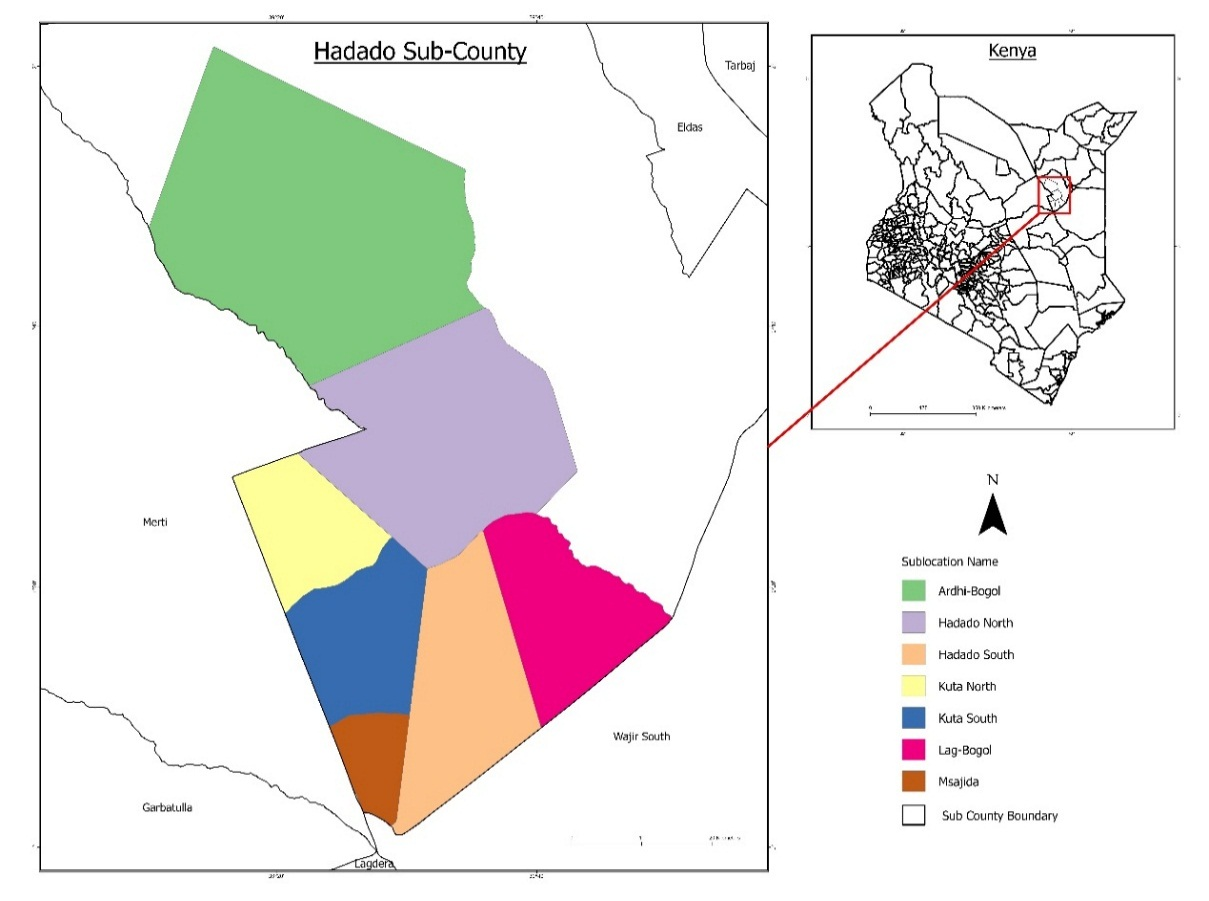 Hadado Sub-County
Tarbaj
Eldas
Merti
Wajir South
Garbatulla
Lagdera
Kenya
N
Sublocation Name
Ardhi-Bogol
Hadado North
Hadado South
Kuta North
Kuta South
Lag-Bogol
Msajida
Sub County Boundary